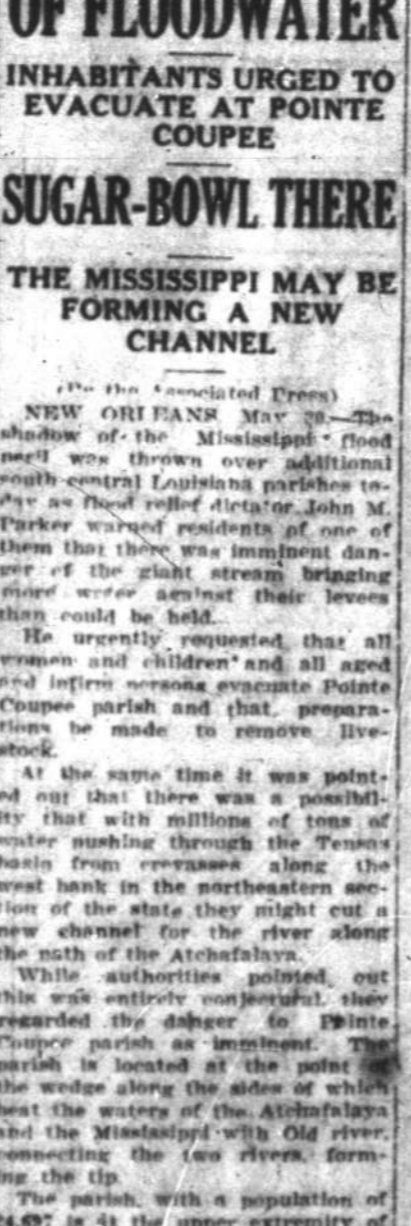 OF FLOODWATER
INHABITANTS URGED TO
EVACUATE AT POINTE
COUPEE
SUGAR-BOWL THERE
THE MISSISSIPPI MAY BE
FORMING A NEW
CHANNEL
(By the Associated Press)
NEW ORLEANS, May 20.—The
shadow of the Mississippi flood
peril was thrown over additional
south central Louisiana parishes to-
day as flood relief dictator John M.
Parker warned residents of one of
them that there was imminent dan-
ger of the giant stream bringing
more water against their levees
than could be held.
He urgently requested that all
women and children and all aged
and infirm persons evacuate Pointe
Coupee parish and that prepara-
tions be made to remove live-
stock.
At the same time it was point-
ed out that there was a possibil-
ity that with millions of tons of
water pushing through the Tensas
basin from crevasses along the
west bank in the northeastern sec-
tion of the state they might cut a
new channel for the river along
the path of the Atchafalaya.
While authorities pointed out
this was entirely conjectural, they
regarded the danger to Pointe
Coupee parish as imminent. The
parish is located at the point of
the wedge along the sides of which
beat the waters of the Atchafalaya
and the Mississippi with Old river,
connecting the two rivers, form-
ing the tip.
The parish, with a population of
is at the upper extremity of